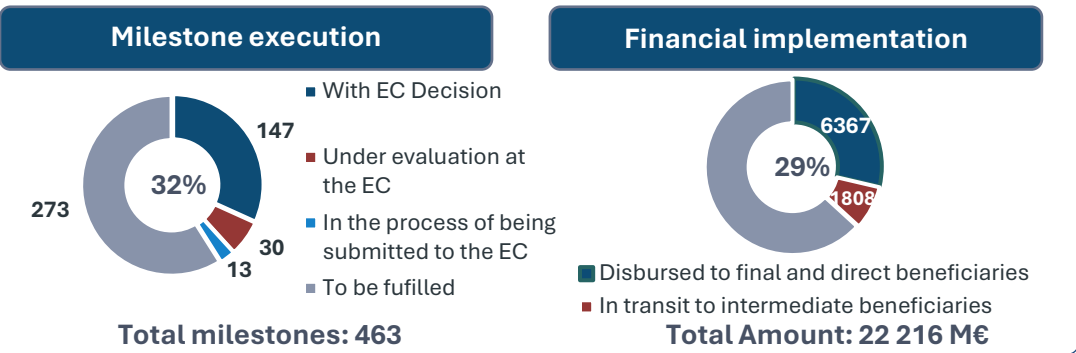 Milestone execution
With EC Decision
147
Under evaluation at
the EC
32%
273
In the process of being
submitted to the EC
30
13
To be fufilled
Total milestones: 463
Financial implementation
6367
29%
1808
Disbursed to final and direct beneficiaries
In transit to intermediate beneficiaries
Total Amount: 22 216 M€